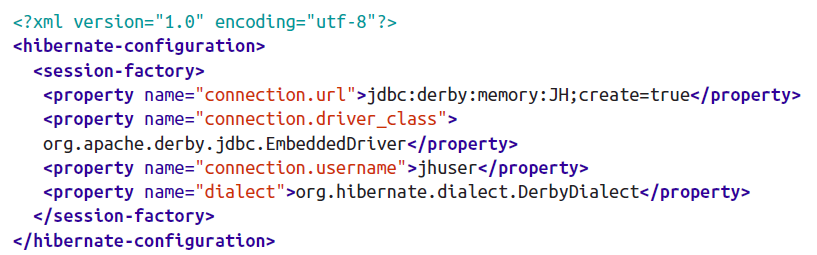 <?xml version="1.0" encoding="utf-8"?>
<hibernate-configuration>
  <session-factory>
   <property name="connection.url">jdbc:derby:memory:JH;create=true</property>
   <property name="connection.driver_class">
   org.apache.derby.jdbc.EmbeddedDriver</property>
   <property name="connection.username">jhuser</property>
   <property name="dialect">org.hibernate.dialect.DerbyDialect</property>
  </session-factory>
</hibernate-configuration>